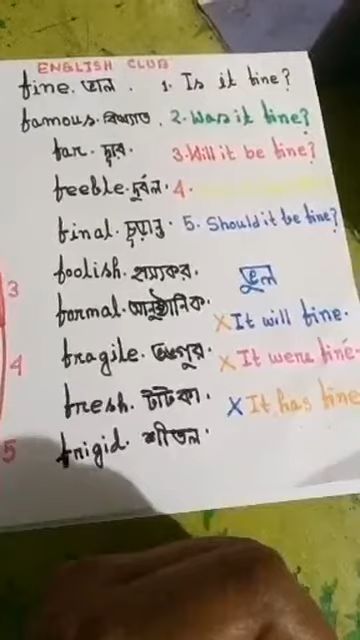 ENGLISH CLUB
fine. ভাল. 1. Is it fine?
famous. বিখ্যাত. 2. Was it fine?
far. দূর. 3. Will it be fine?
feeble. দুর্বল. 4.
final. চূড়ান্ত. 5. Should it be fine?
foolish. হাস্যকর. ভুল
formal. আনুষ্ঠানিক.
X It will fine.
fragile. ভঙ্গুর. X It were fine.
fresh. টাটকা. X It has fine
frigid. শীতল.
3
4
5